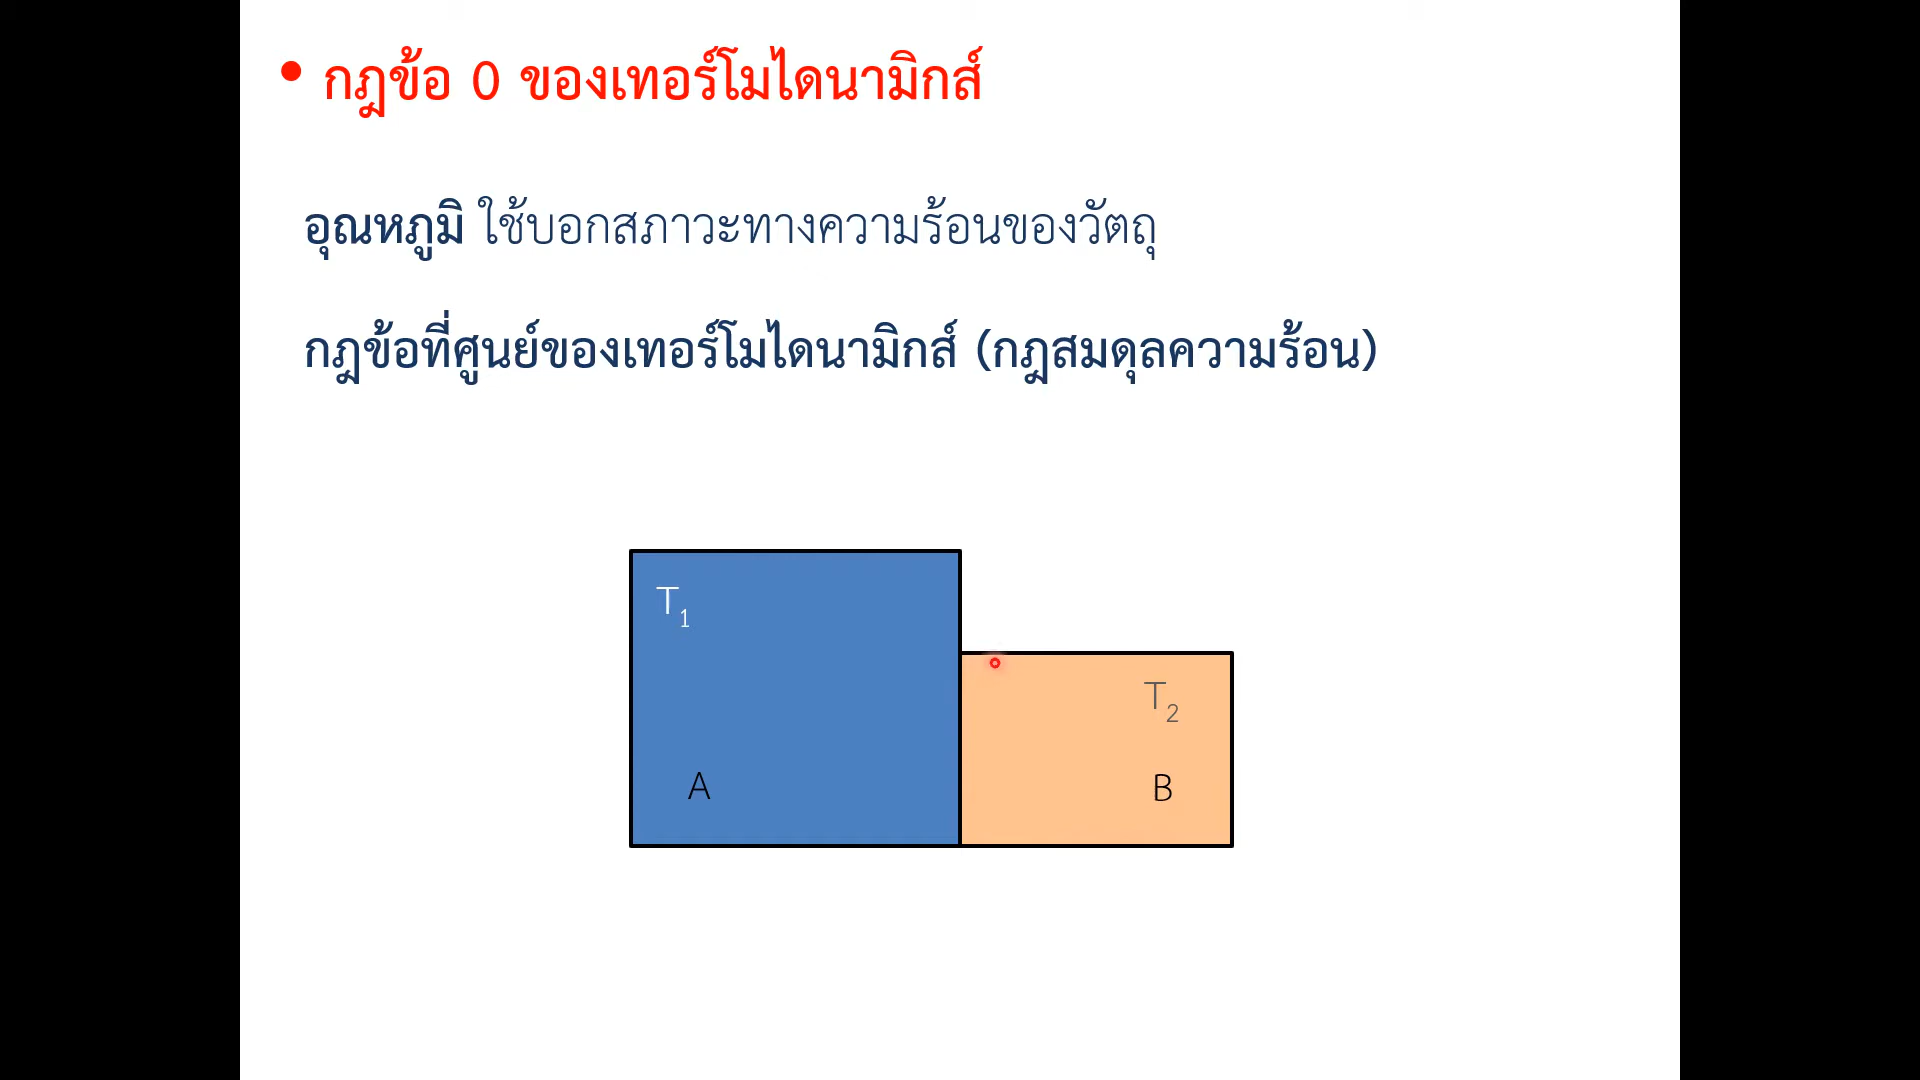 • กฎข้อ 0 ของเทอร์โมไดนามิกส์
อุณหภูมิ ใช้บอกสภาวะทางความร้อนของวัตถุ
กฎข้อที่ศูนย์ของเทอร์โมไดนามิกส์ (กฎสมดุลความร้อน)
T₁
T₂
A
B